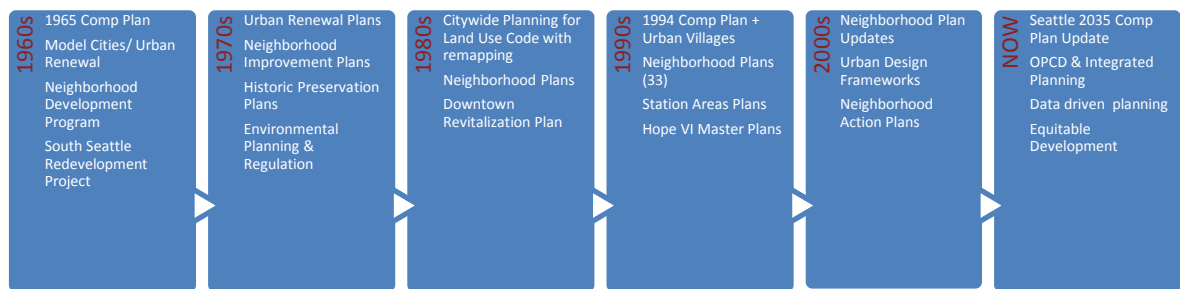 1960s
1965 Comp Plan
Model Cities/ Urban
Renewal
Neighborhood
Development
Program
South Seattle
Redevelopment
Project
1970s
Urban Renewal Plans
Neighborhood
Improvement Plans
Historic Preservation
Plans
Environmental
Planning &
Regulation
1980s
Citywide Planning for
Land Use Code with
remapping
Neighborhood Plans
Downtown
Revitalization Plan
1990s
1994 Comp Plan +
Urban Villages
Neighborhood Plans
(33)
Station Areas Plans
Hope VI Master Plans
2000s
Neighborhood Plan
Updates
Urban Design
Frameworks
Neighborhood
Action Plans
NOW
Seattle 2035 Comp
Plan Update
OPCD & Integrated
Planning
Data driven planning
Equitable
Development